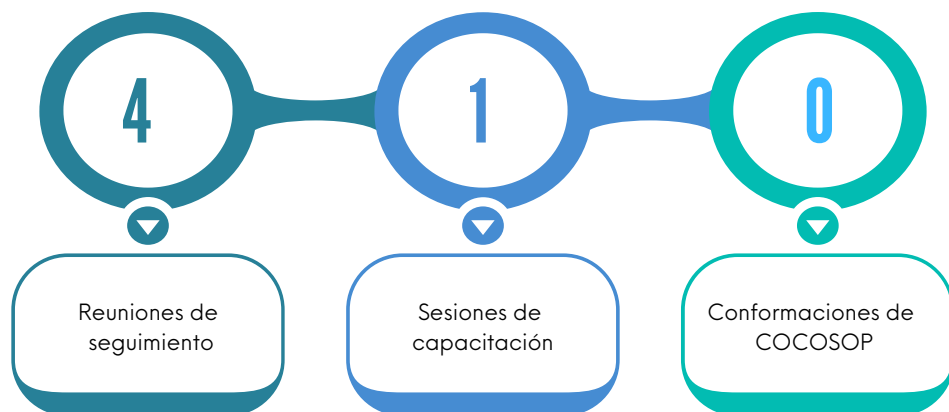 4
1
0
Reuniones de
seguimiento
Sesiones de
capacitación
Conformaciones de
COCOSOP